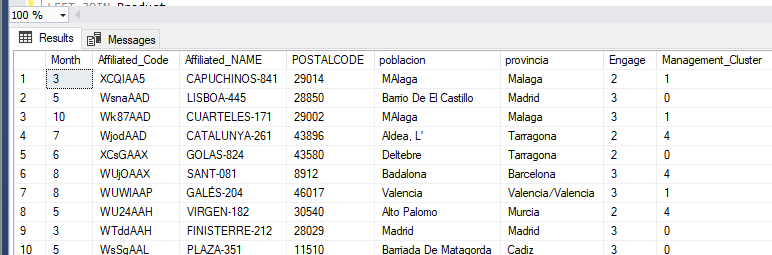 LEFT JOIN Product
100 %
Results Messages
Month Affiliated_Code Affiliated_NAME POSTALCODE poblacion provincia Engage Management_Cluster
1 3 XCQIAA5 CAPUCHINOS-841 29014 MAlaga Malaga 2 1
2 5 WsnaAAD LISBOA-445 28850 Barrio De El Castillo Madrid 3 0
3 10 Wk87AAD CUARTELES-171 29002 MAlaga Malaga 3 1
4 7 WjodAAD CATALUNYA-261 43896 Aldea, L' Tarragona 2 4
5 6 XCsGAAX GOLAS-824 43580 Deltebre Tarragona 2 0
6 8 WUjOAAX SANT-081 8912 Badalona Barcelona 3 4
7 8 WUWIAAP GALÉS-204 46017 Valencia Valencia/Valencia 3 1
8 5 WU24AAH VIRGEN-182 30540 Alto Palomo Murcia 2 4
9 3 WTddAAH FINISTERRE-212 28029 Madrid Madrid 3 0
10 5 WsSgAAL PLAZA-351 11510 Barriada De Matagorda Cadiz 3 0